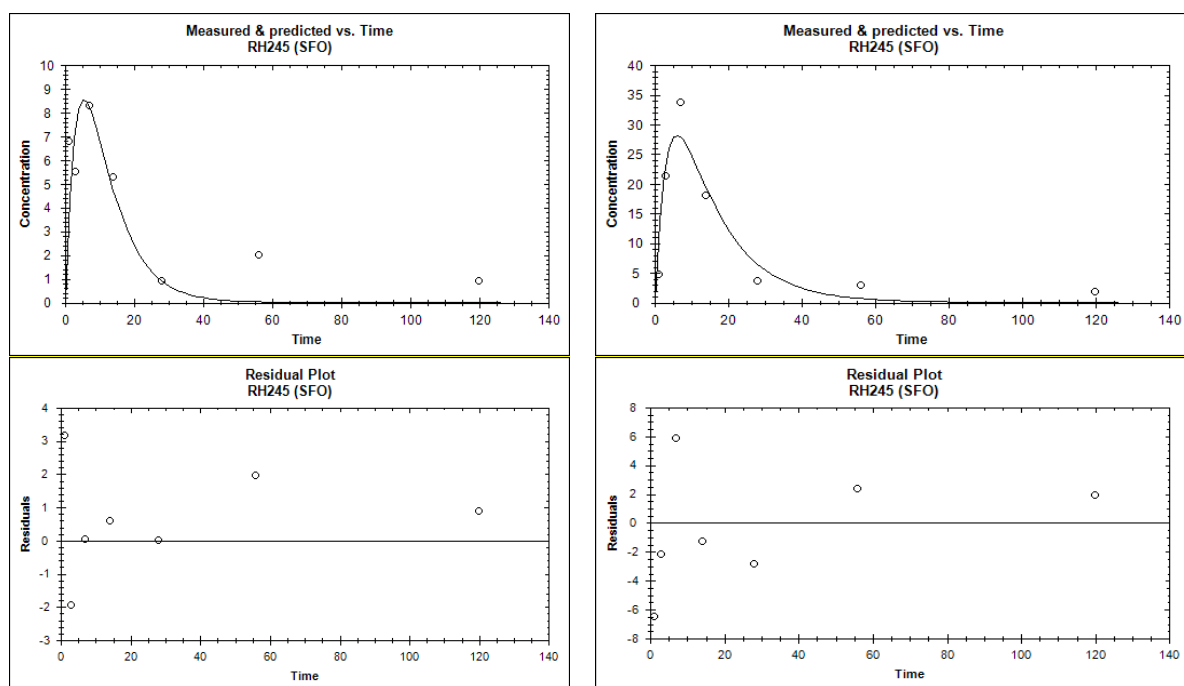 Measured & predicted vs. Time
RH245 (SFO)
10
9
8
7
6
5
4
3
2
1
0
Concentration
0 20 40 60 80 100 120 140
Time
Measured & predicted vs. Time
RH245 (SFO)
40
35
30
25
20
15
10
5
0
Concentration
0 20 40 60 80 100 120 140
Time
Residual Plot
RH245 (SFO)
4
3
2
1
0
-1
-2
-3
Residuals
0 20 40 60 80 100 120 140
Time
Residual Plot
RH245 (SFO)
8
6
4
2
0
-2
-4
-6
-8
Residuals
0 20 40 60 80 100 120 140
Time